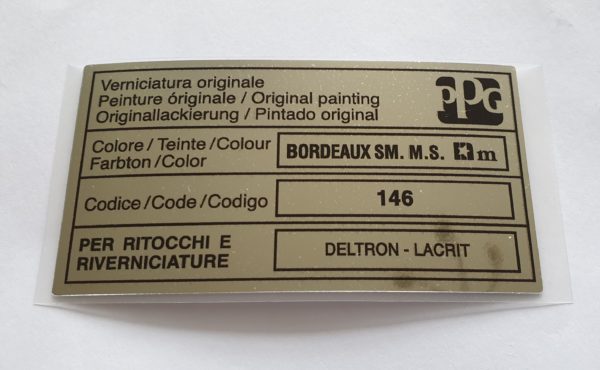 Verniciatura originale
Peinture óriginale / Original painting
Originallackierung / Pintado original
PPG
Colore / Teinte /Colour
Farbton /Color
BORDEAUX SM. M.S. m
Codice /Code /Codigo
146
PER RITOCCHI E
RIVERNICIATURE
DELTRON - LACRIT